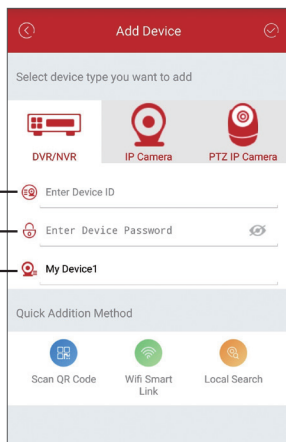 Add Device
Select device type you want to add
DVR/NVR IP Camera PTZ IP Camera
Enter Device ID
Enter Device Password
My Device1
Quick Addition Method
Scan QR Code Wifi Smart Local Search
Link